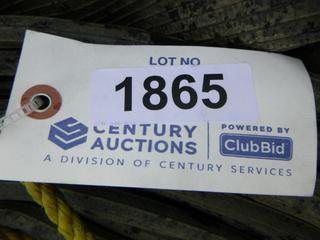 LOT NO
1865
CENTURY
AUCTIONS
POWERED BY
ClubBid
A DIVISION OF CENTURY SERVICES